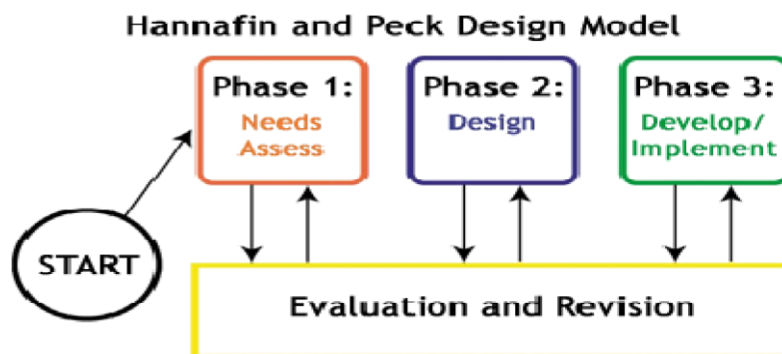 Hannafin and Peck Design Model
Phase 1:
Needs
Assess
Phase 2:
Design
Phase 3:
Develop/
Implement
START
Evaluation and Revision